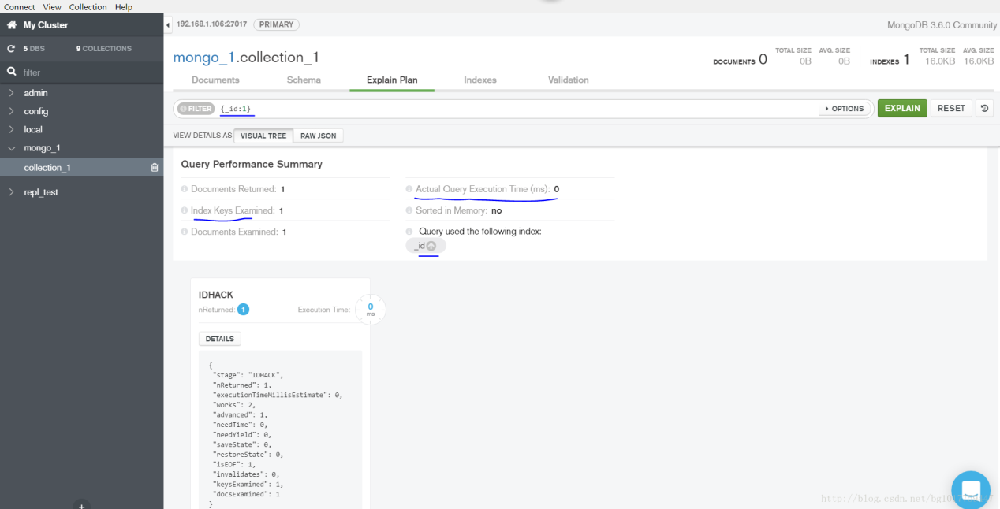 Connect View Collection Help
My Cluster
192.168.1.106:27017 PRIMARY
MongoDB 3.6.0 Community
5 DBS 9 COLLECTIONS
filter
admin
config
local
mongo_1
collection_1
repl_test
mongo_1.collection_1
DOCUMENTS 0 TOTAL SIZE 0B AVG. SIZE 0B INDEXES 1 TOTAL SIZE 16.0KB AVG. SIZE 16.0KB
Documents Schema Explain Plan Indexes Validation
FILTER {_id:1} OPTIONS EXPLAIN RESET
VIEW DETAILS AS VISUAL TREE RAW JSON
Query Performance Summary
Documents Returned: 1
Index Keys Examined: 1
Documents Examined: 1
Actual Query Execution Time (ms): 0
Sorted in Memory: no
Query used the following index:
_id
IDHACK
nReturned: 1 Execution Time: 0 ms
DETAILS
{
"stage": "IDHACK",
"nReturned": 1,
"executionTimeMillisEstimate": 0,
"works": 2,
"advanced": 1,
"needTime": 0,
"needYield": 0,
"saveState": 0,
"restoreState": 0,
"isEOF": 1,
"invalidates": 0,
"keysExamined": 1,
"docsExamined": 1
}